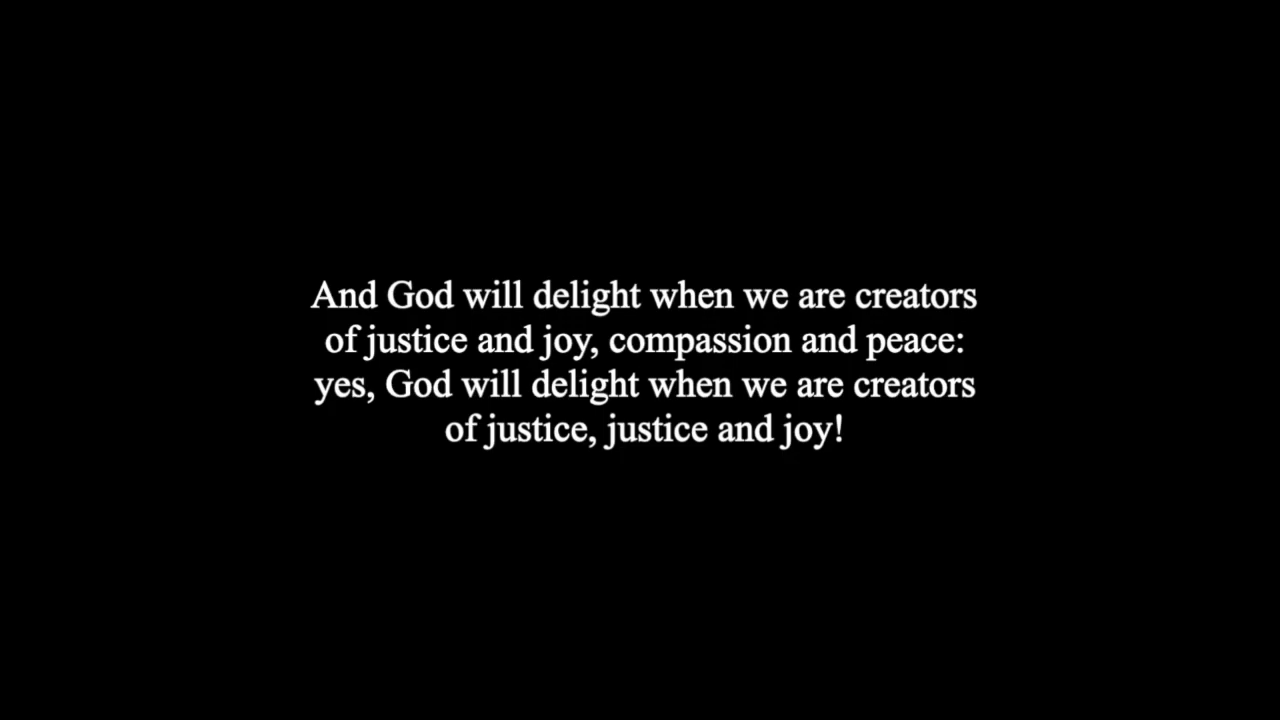 And God will delight when we are creators
of justice and joy, compassion and peace:
yes, God will delight when we are creators
of justice, justice and joy!